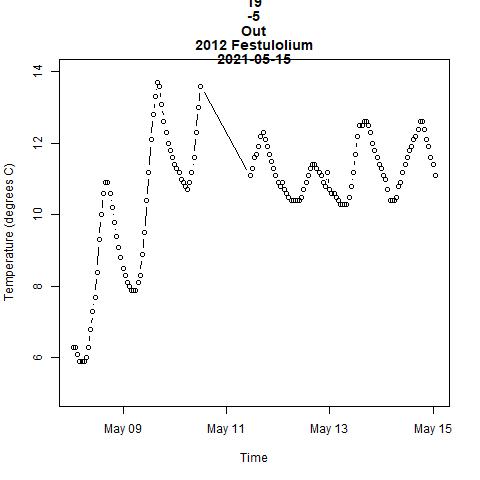 19
-5
Out
2012 Festulolium
2021-05-15
14
12
10
8
6
Temperature (degrees C)
May 09
May 11
May 13
May 15
Time